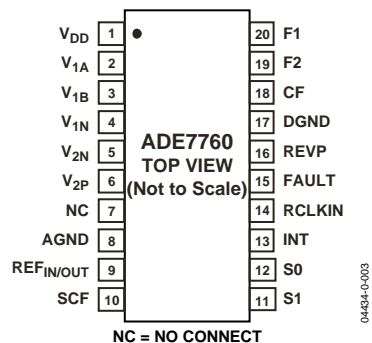 VDD 1 20 F1
V1A 2 19 F2
V1B 3 18 CF
V1N 4 17 DGND
V2N 5 16 REVP
V2P 6 15 FAULT
NC 7 14 RCLKIN
AGND 8 13 INT
REFIN/OUT 9 12 S0
SCF 10 11 S1
ADE7760
TOP VIEW
(Not to Scale)
NC = NO CONNECT
04434-0-003